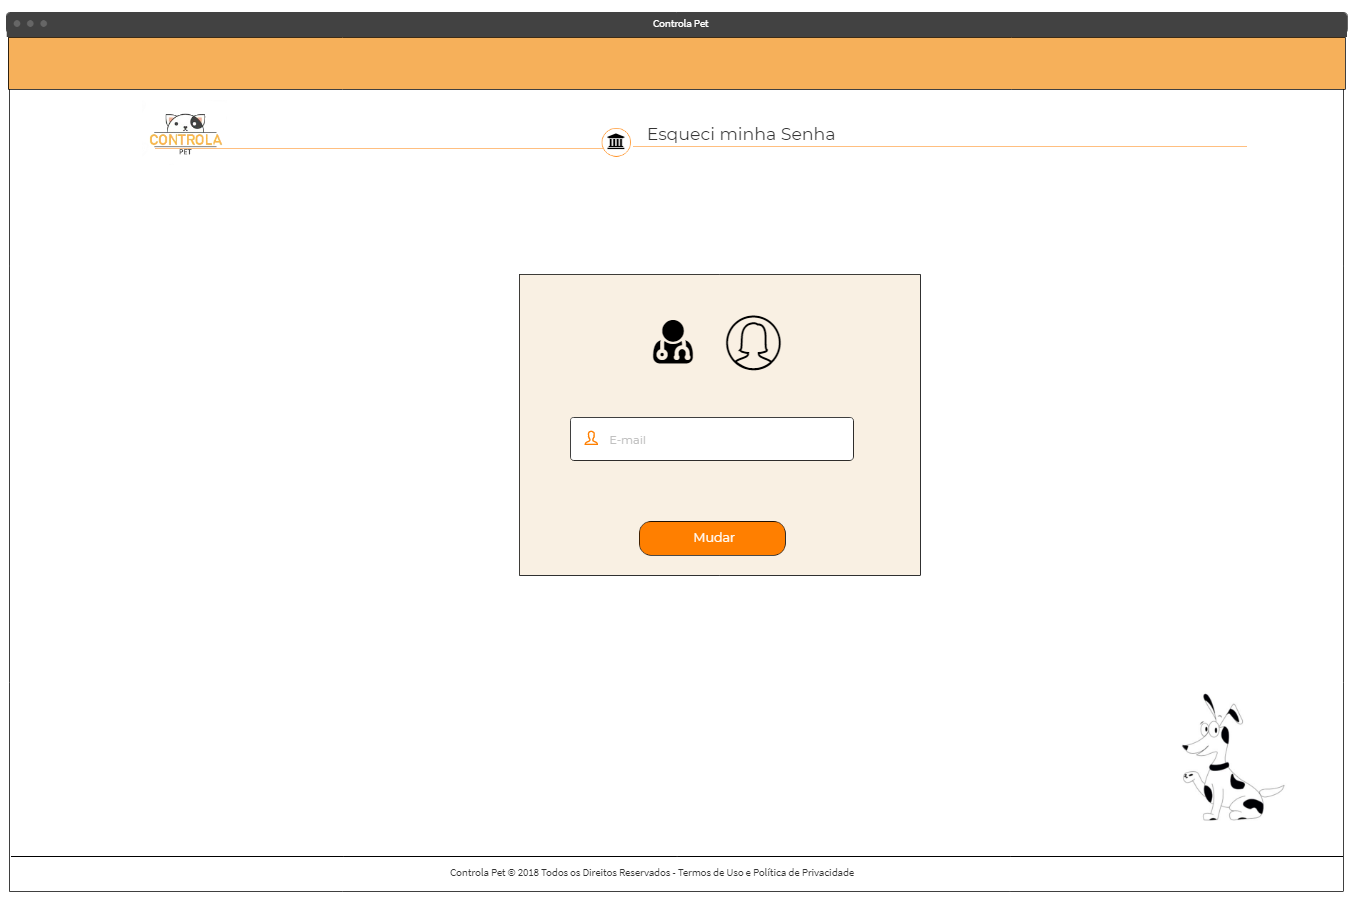 Controla Pet
CONTROLA
PET
Esqueci minha Senha
E-mail
Mudar
Controla Pet © 2018 Todos os Direitos Reservados - Termos de Uso e Política de Privacidade